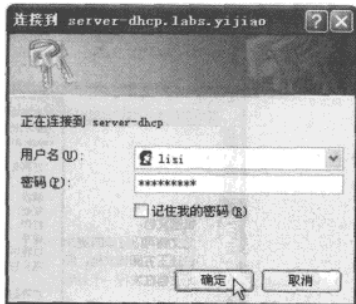 连接到 server-dhcp.labs.yijiao
正在连接到 server-dhcp
用户名(U):
lisi
密码(P):
*********
记住我的密码(R)
确定
取消